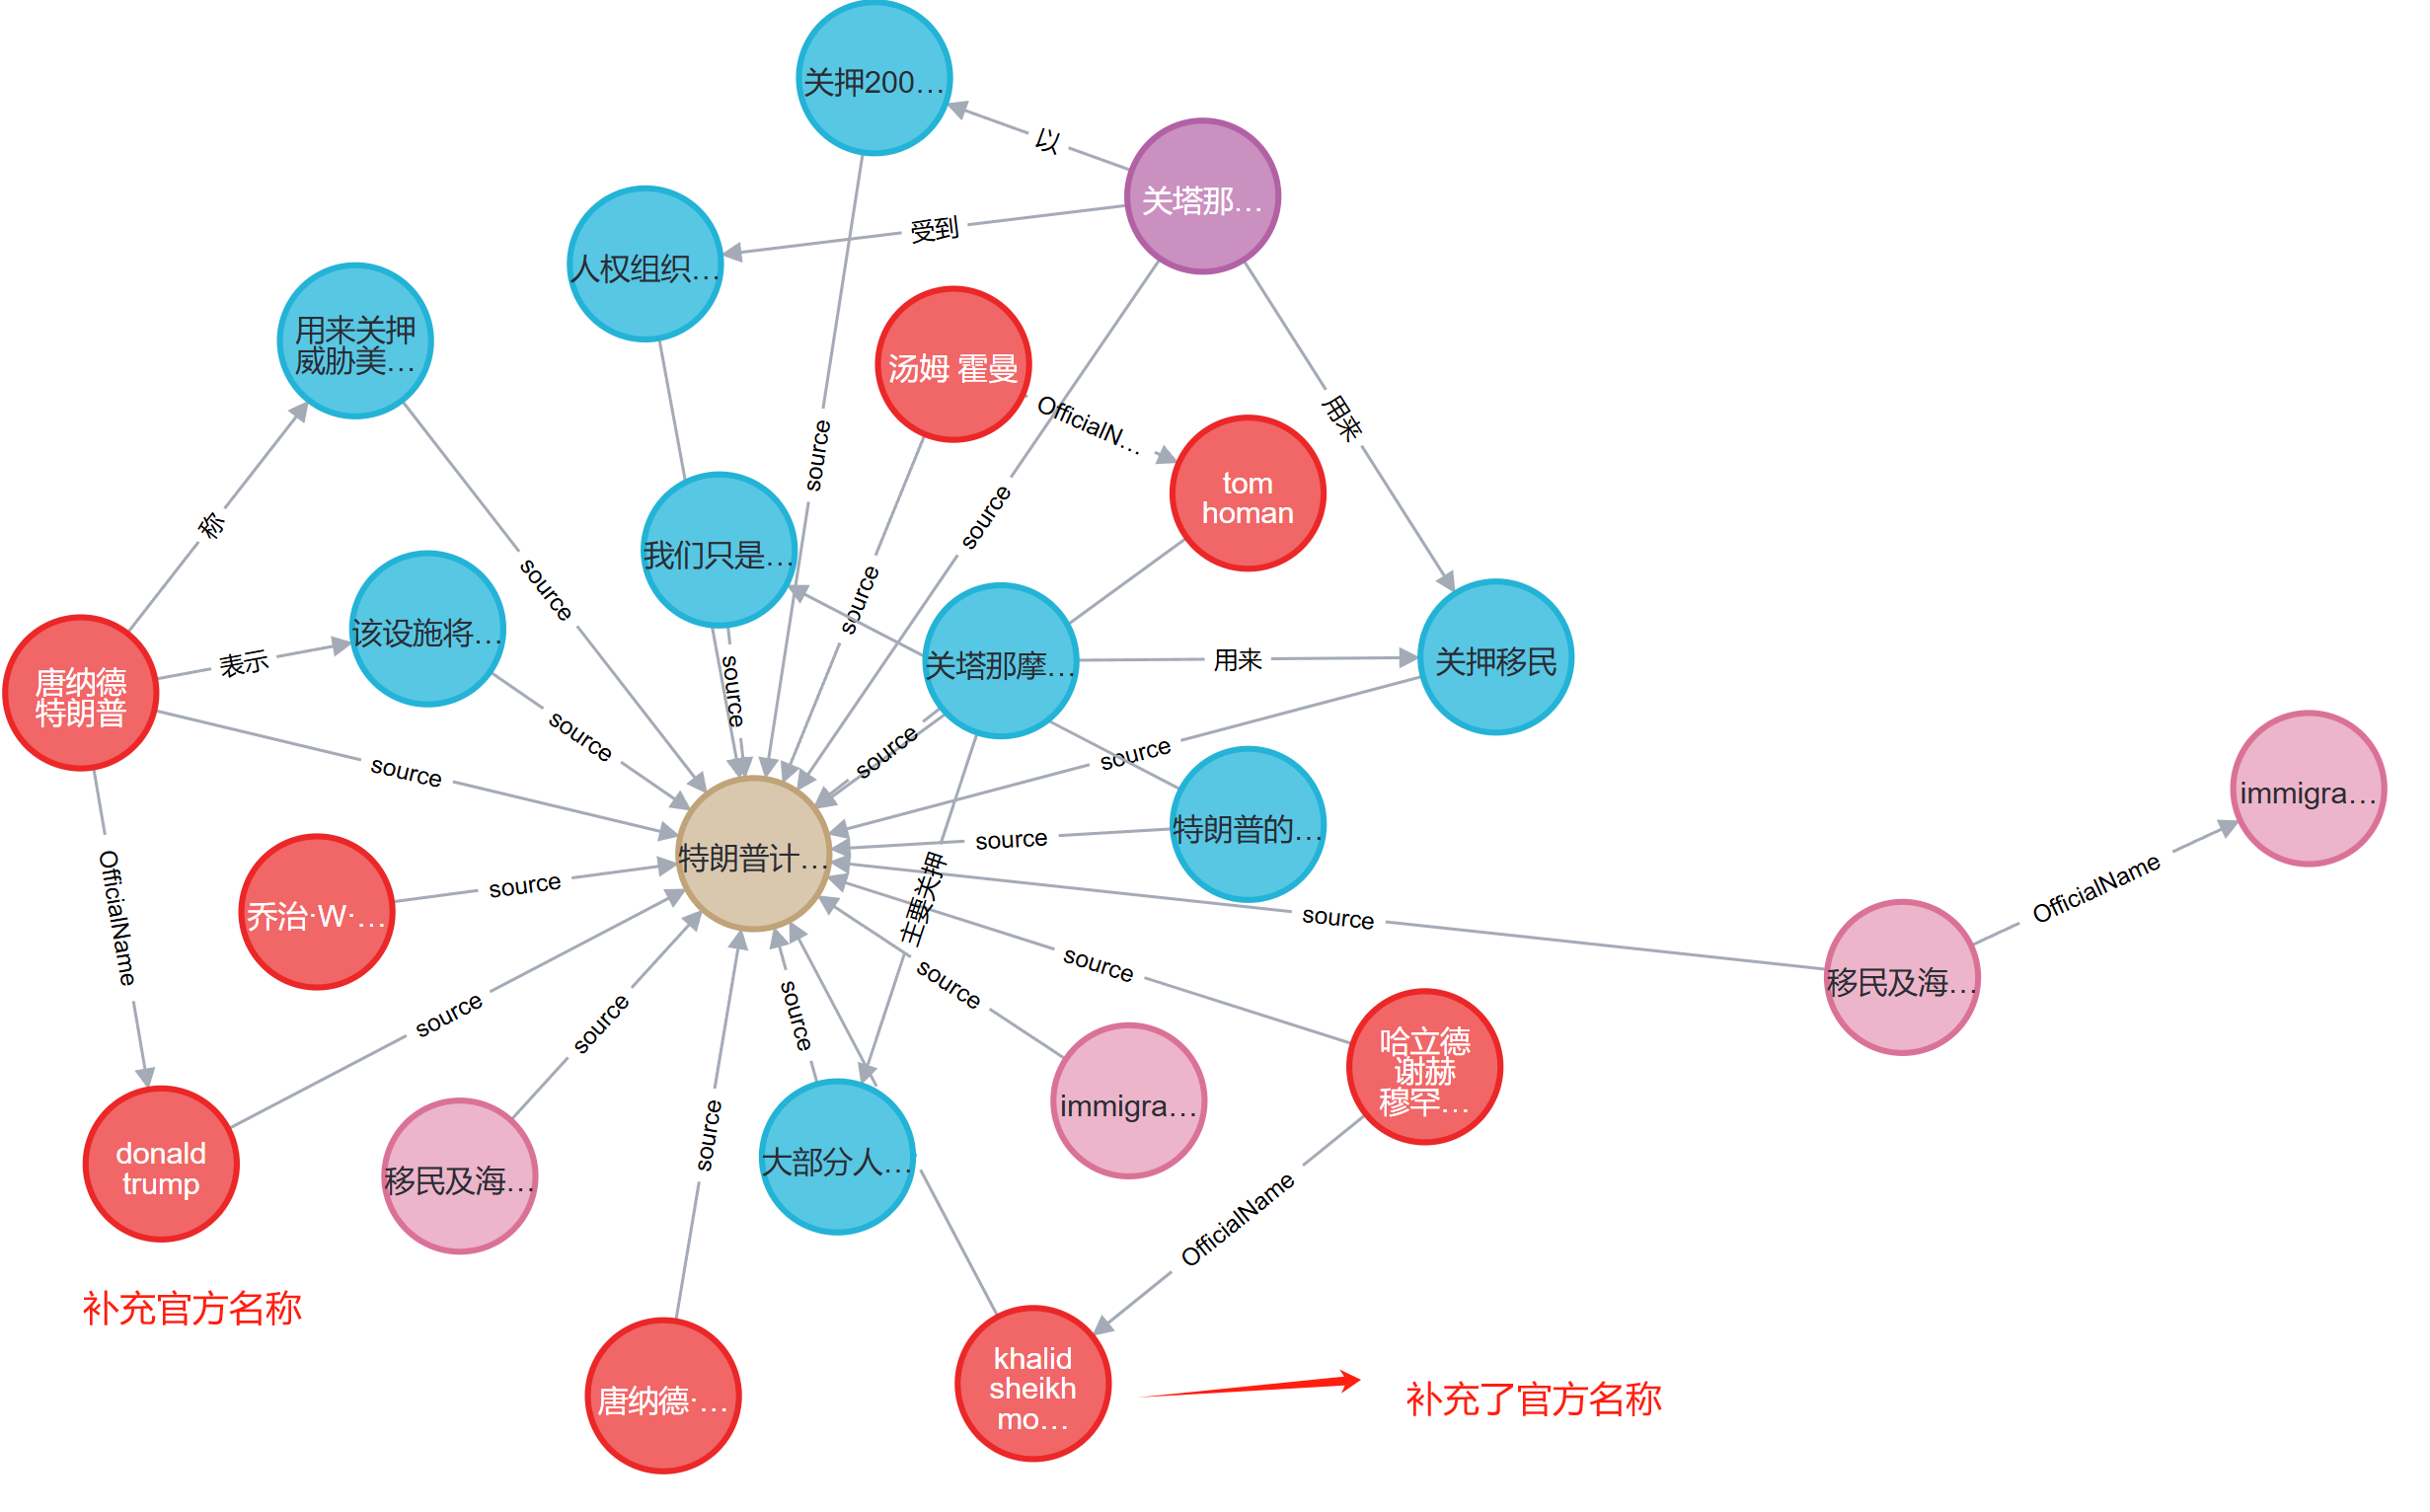 关押200…
以
关塔那…
受到
人权组织…
用来关押
威胁美…
汤姆 霍曼
OfficialN…
用来
source
tom
homan
source
称
我们只是…
source
source
该设施将…
表示
关塔那摩…
用来
关押移民
唐纳德
特朗普
source
source
source
source
source
immigra…
特朗普的…
source
特朗普计…
OfficialName
主要关押
OfficialName
乔治·W·…
source
source
移民及海…
source
source
source
source
source
哈立德
谢赫
穆罕…
immigra…
donald
trump
移民及海…
source
大部分人…
OfficialName
补充官方名称
唐纳德·…
khalid
sheikh
mo…
补充了官方名称